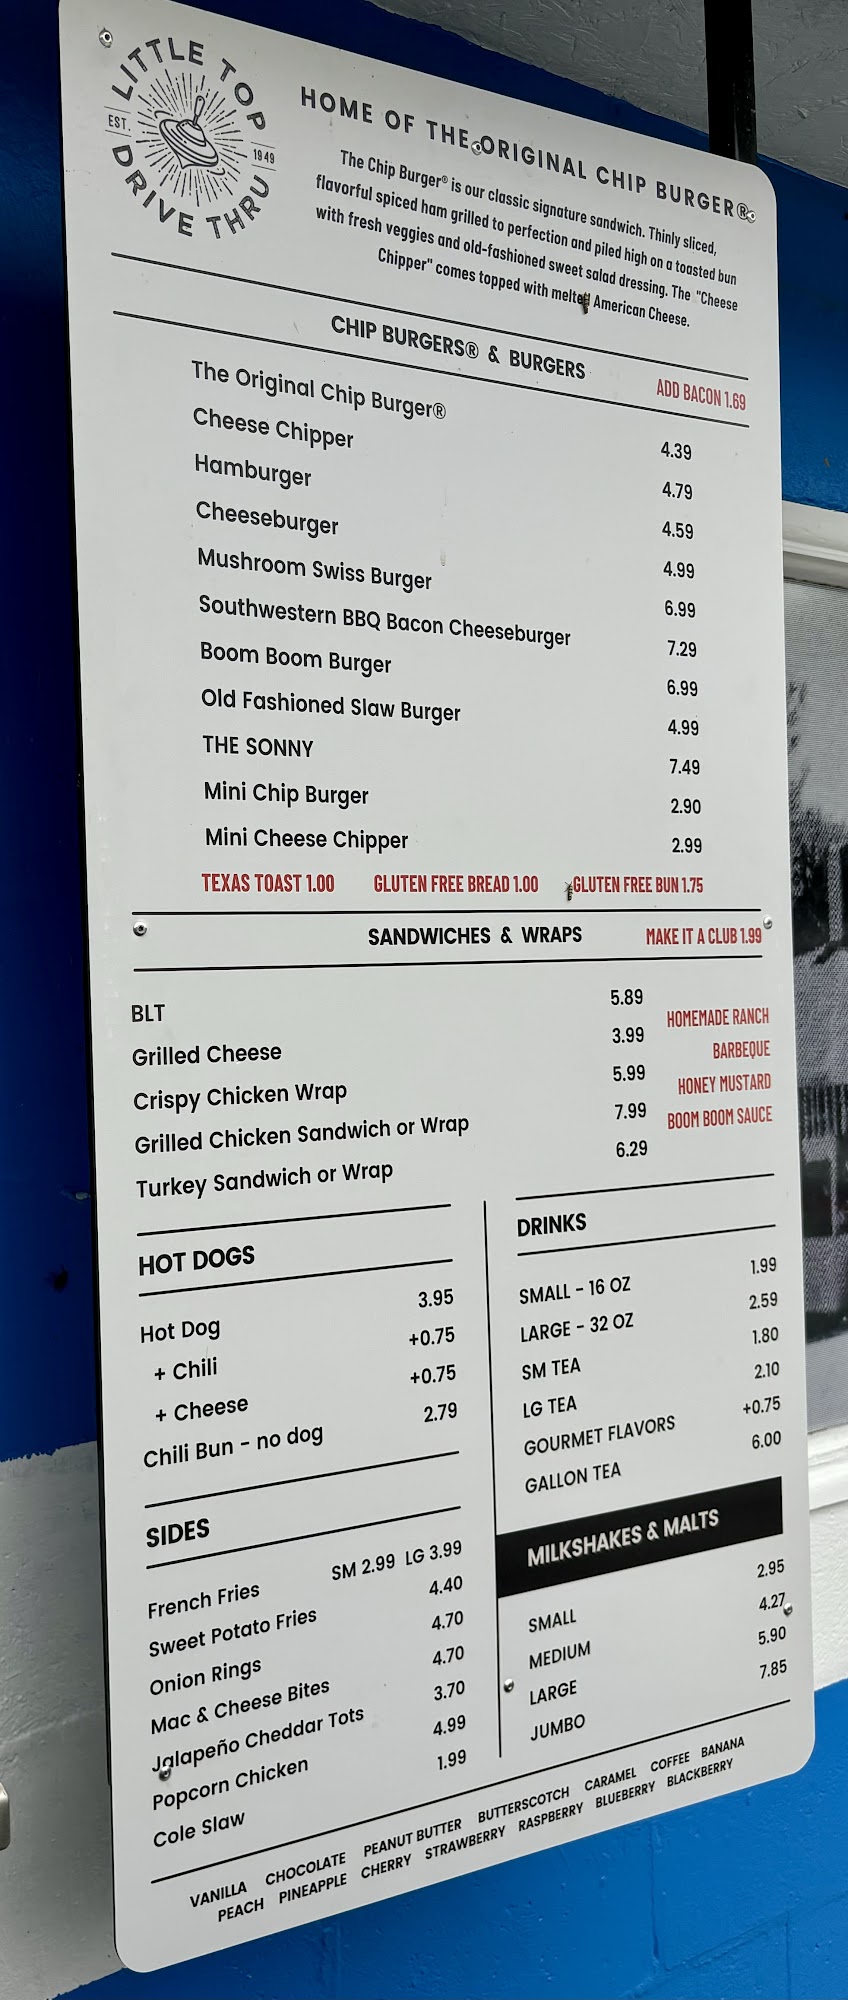 LITTLE TOP
EST. 1949
DRIVE THRU
HOME OF THE ORIGINAL CHIP BURGER®
The Chip Burger® is our classic signature sandwich. Thinly sliced,
flavorful spiced ham grilled to perfection and piled high on a toasted bun
with fresh veggies and old-fashioned sweet salad dressing. The "Cheese
Chipper" comes topped with melted American Cheese.
CHIP BURGERS® & BURGERS ADD BACON 1.69
The Original Chip Burger® 4.39
Cheese Chipper 4.79
Hamburger 4.59
Cheeseburger 4.99
Mushroom Swiss Burger 6.99
Southwestern BBQ Bacon Cheeseburger 7.29
Boom Boom Burger 6.99
Old Fashioned Slaw Burger 4.99
THE SONNY 7.49
Mini Chip Burger 2.90
Mini Cheese Chipper 2.99
TEXAS TOAST 1.00 GLUTEN FREE BREAD 1.00 GLUTEN FREE BUN 1.75
SANDWICHES & WRAPS MAKE IT A CLUB 1.99
BLT 5.89
Grilled Cheese 3.99
Crispy Chicken Wrap 5.99
Grilled Chicken Sandwich or Wrap 7.99
Turkey Sandwich or Wrap 6.29
HOMEMADE RANCH
BARBEQUE
HONEY MUSTARD
BOOM BOOM SAUCE
HOT DOGS
Hot Dog 3.95
+ Chili +0.75
+ Cheese +0.75
Chili Bun - no dog 2.79
SIDES
French Fries SM 2.99 LG 3.99
Sweet Potato Fries 4.40
Onion Rings 4.70
Mac & Cheese Bites 4.70
Jalapeño Cheddar Tots 3.70
Popcorn Chicken 4.99
Cole Slaw 1.99
DRINKS
SMALL - 16 OZ 1.99
LARGE - 32 OZ 2.59
SM TEA 1.80
LG TEA 2.10
GOURMET FLAVORS +0.75
GALLON TEA 6.00
MILKSHAKES & MALTS
SMALL 2.95
MEDIUM 4.27
LARGE 5.90
JUMBO 7.85
VANILLA CHOCOLATE PEANUT BUTTER BUTTERSCOTCH CARAMEL COFFEE BANANA
PEACH PINEAPPLE CHERRY STRAWBERRY RASPBERRY BLUEBERRY BLACKBERRY